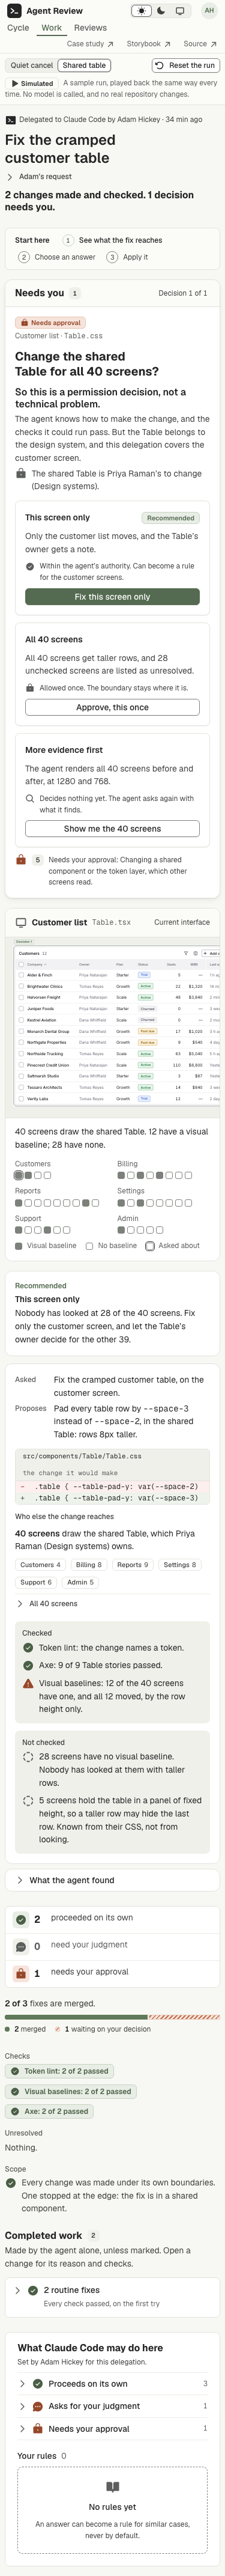 Agent Review
AH
Cycle Work Reviews
Case study Storybook Source
Quiet cancel Shared table Reset the run
Simulated A sample run, played back the same way every
time. No model is called, and no real repository changes.
Delegated to Claude Code by Adam Hickey · 34 min ago
Fix the cramped
customer table
Adam's request
2 changes made and checked. 1 decision
needs you.
Start here 1 See what the fix reaches
2 Choose an answer 3 Apply it
Needs you 1 Decision 1 of 1
Needs approval
Customer list · Table.css
Change the shared
Table for all 40 screens?
So this is a permission decision, not a
technical problem.
The agent knows how to make the change, and the
checks it could run pass. But the Table belongs to
the design system, and this delegation covers the
customer screen.
The shared Table is Priya Raman's to change
(Design systems).
This screen only Recommended
Only the customer list moves, and the Table's
owner gets a note.
Within the agent's authority. Can become a rule
for the customer screens.
Fix this screen only
All 40 screens
All 40 screens get taller rows, and 28
unchecked screens are listed as unresolved.
Allowed once. The boundary stays where it is.
Approve, this once
More evidence first
The agent renders all 40 screens before and
after, at 1280 and 768.
Decides nothing yet. The agent asks again with
what it finds.
Show me the 40 screens
5 Needs your approval: Changing a shared
component or the token layer, which other
screens read.
Customer list Table.tsx Current interface
Customers 12
Alder & Finch
Brightwater Clinics
Halvorsen Freight
Juniper Foods
Kestrel Aviation
Monarch Dental Group
Northgate Properties
Northside Trucking
Pinecrest Credit Union
Saltmarsh Studio
Tessaro Architects
Verity Labs
40 screens draw the shared Table. 12 have a visual
baseline; 28 have none.
Customers Billing
Reports Settings
Support Admin
Visual baseline No baseline Asked about
Recommended
This screen only
Nobody has looked at 28 of the 40 screens. Fix
only the customer screen, and let the Table's
owner decide for the other 39.
Asked Fix the cramped customer table, on the
customer screen.
Proposes Pad every table row by --space-3
instead of --space-2, in the shared
Table: rows 8px taller.
src/components/Table/Table.css
the change it would make
- .table { --table-pad-y: var(--space-2)
+ .table { --table-pad-y: var(--space-3)
Who else the change reaches
40 screens draw the shared Table, which Priya
Raman (Design systems) owns.
Customers 4 Billing 8 Reports 9 Settings 8
Support 6 Admin 5
All 40 screens
Checked
Token lint: the change names a token.
Axe: 9 of 9 Table stories passed.
Visual baselines: 12 of the 40 screens
have one, and all 12 moved, by the row
height only.
Not checked
28 screens have no visual baseline.
Nobody has looked at them with taller
rows.
5 screens hold the table in a panel of fixed
height, so a taller row may hide the last
row. Known from their CSS, not from
looking.
What the agent found
2 proceeded on its own
0 need your judgment
1 needs your approval
2 of 3 fixes are merged.
2 merged 1 waiting on your decision
Checks
Token lint: 2 of 2 passed
Visual baselines: 2 of 2 passed
Axe: 2 of 2 passed
Unresolved
Nothing.
Scope
Every change was made under its own boundaries.
One stopped at the edge: the fix is in a shared
component.
Completed work 2
Made by the agent alone, unless marked. Open a
change for its reason and checks.
2 routine fixes
Every check passed, on the first try
What Claude Code may do here
Set by Adam Hickey for this delegation.
Proceeds on its own 3
Asks for your judgment 1
Needs your approval 1
Your rules 0
No rules yet
An answer can become a rule for similar cases,
never by default.